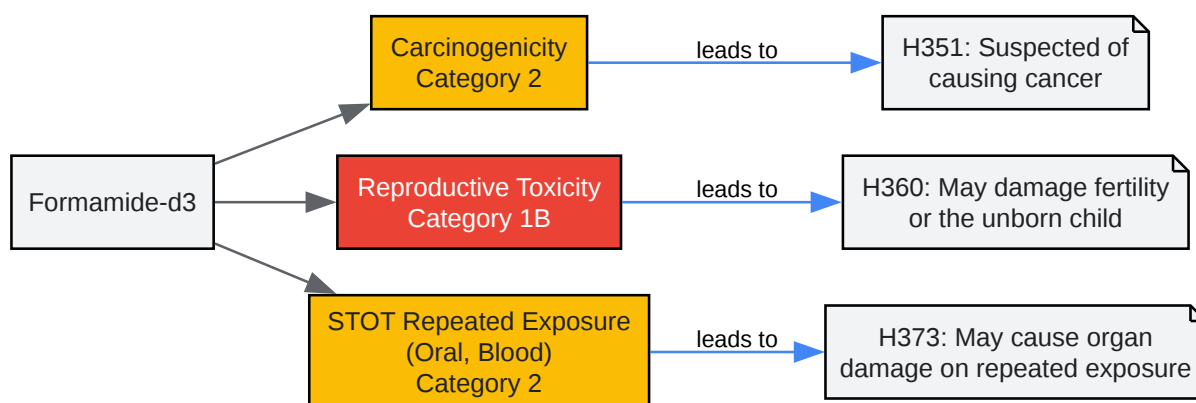 Carcinogenicity
Category 2
leads to
H351: Suspected of
causing cancer
Formamide-d3
Reproductive Toxicity
Category 1B
leads to
H360: May damage fertility
or the unborn child
STOT Repeated Exposure
(Oral, Blood)
Category 2
leads to
H373: May cause organ
damage on repeated exposure